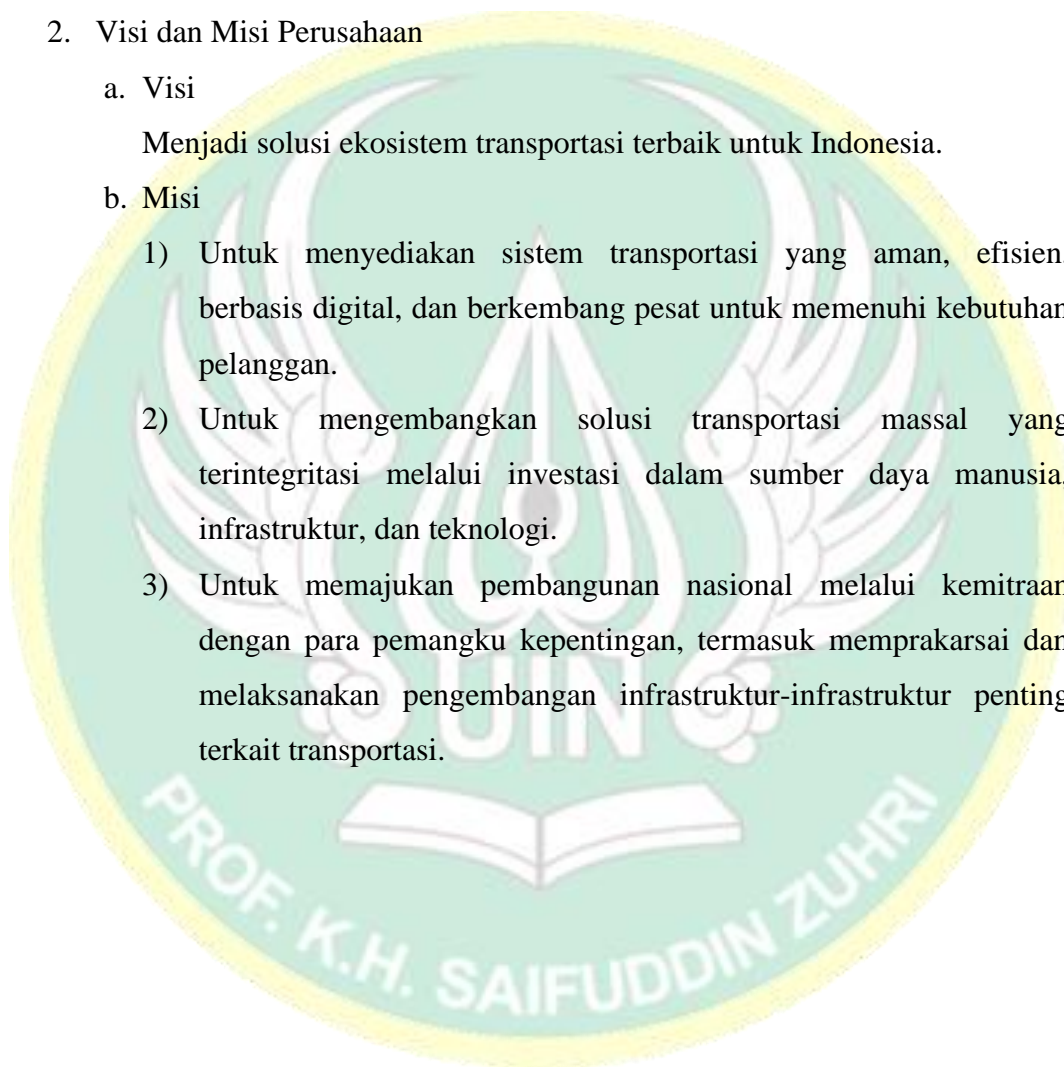 2. Visi dan Misi Perusahaan
a. Visi
Menjadi solusi ekosistem transportasi terbaik untuk Indonesia.
b. Misi
1) Untuk menyediakan sistem transportasi yang aman, efisien,
berbasis digital, dan berkembang pesat untuk memenuhi kebutuhan
pelanggan.
2) Untuk mengembangkan solusi transportasi massal yang
terintegritasi melalui investasi dalam sumber daya manusia,
infrastruktur, dan teknologi.
3) Untuk memajukan pembangunan nasional melalui kemitraan
dengan para pemangku kepentingan, termasuk memprakarsai dan
melaksanakan pengembangan infrastruktur-infrastruktur penting
terkait transportasi.
UIN
PROF. K.H. SAIFUDDIN ZUHRI